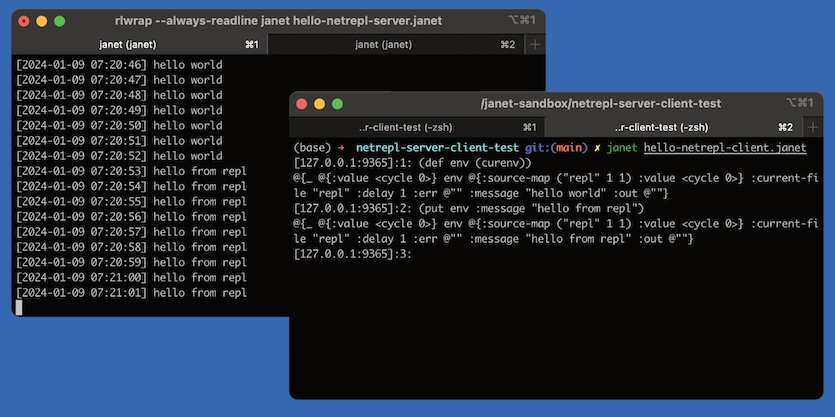 rlwrap --always-readline janet hello-netrepl-server.janet
⌥⌘1
janet (janet)
⌘1
janet (janet)
⌘2
[2024-01-09 07:20:46] hello world
[2024-01-09 07:20:47] hello world
[2024-01-09 07:20:48] hello world
[2024-01-09 07:20:49] hello world
[2024-01-09 07:20:50] hello world
[2024-01-09 07:20:51] hello world
[2024-01-09 07:20:52] hello world
[2024-01-09 07:20:53] hello from repl
[2024-01-09 07:20:54] hello from repl
[2024-01-09 07:20:55] hello from repl
[2024-01-09 07:20:56] hello from repl
[2024-01-09 07:20:57] hello from repl
[2024-01-09 07:20:58] hello from repl
[2024-01-09 07:20:59] hello from repl
[2024-01-09 07:21:00] hello from repl
[2024-01-09 07:21:01] hello from repl
/janet-sandbox/netrepl-server-client-test
⌥⌘1
..r-client-test (-zsh)
⌘1
..r-client-test (-zsh)
⌘2
(base) → netrepl-server-client-test git:(main) ✗ janet hello-netrepl-client.janet
[127.0.0.1:9365]:1: (def env (curenv))
@{_ @{:value <cycle 0>} env @{:source-map ("repl" 1 1) :value <cycle 0>} :current-fi
le "repl" :delay 1 :err @"" :message "hello world" :out @""}
[127.0.0.1:9365]:2: (put env :message "hello from repl")
@{_ @{:value <cycle 0>} env @{:source-map ("repl" 1 1) :value <cycle 0>} :current-fi
le "repl" :delay 1 :err @"" :message "hello from repl" :out @""}
[127.0.0.1:9365]:3: